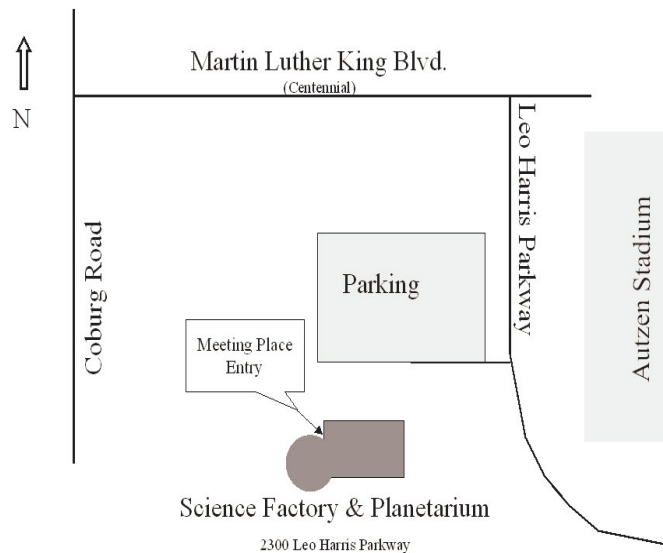 Martin Luther King Blvd.
(Centennial)
N
Leo Harris Parkway
Coburg Road
Autzen Stadium
Parking
Meeting Place
Entry
Science Factory & Planetarium
2300 Leo Harris Parkway